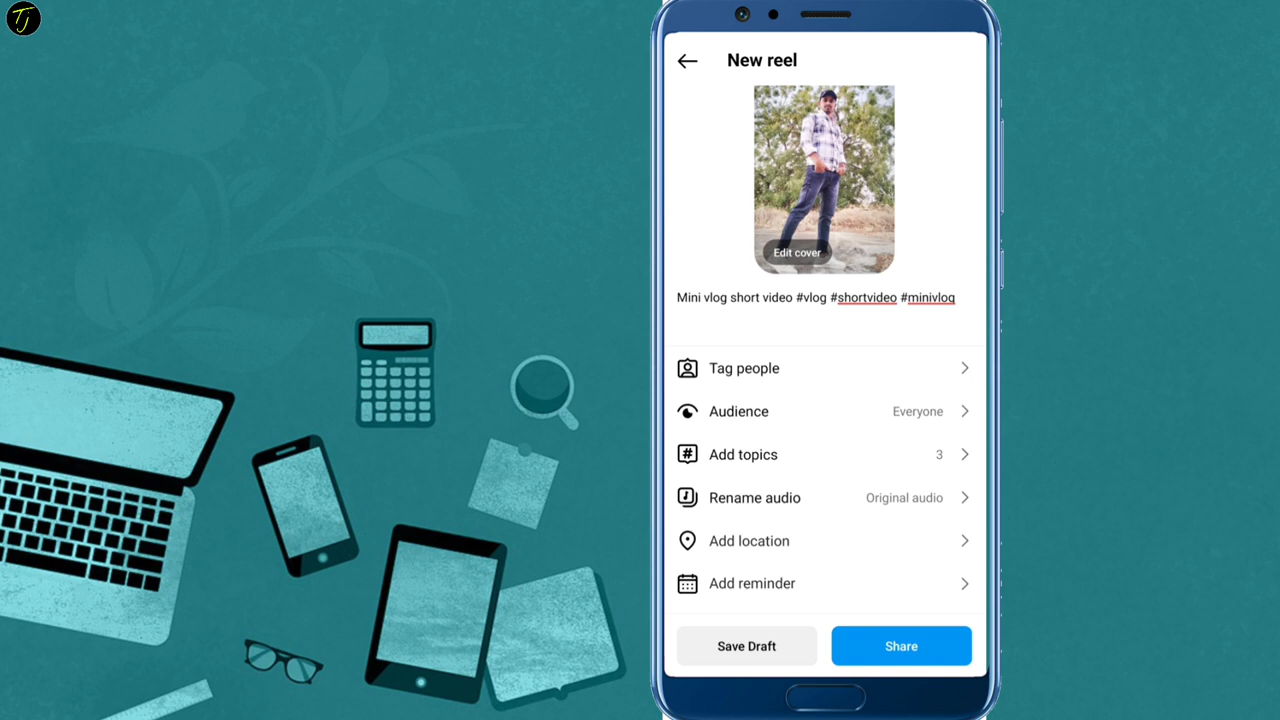 TJ
New reel
Edit cover
Mini vlog short video #vlog #shortvideo #minivlog
Tag people
Audience Everyone
Add topics 3
Rename audio Original audio
Add location
Add reminder
Save Draft Share